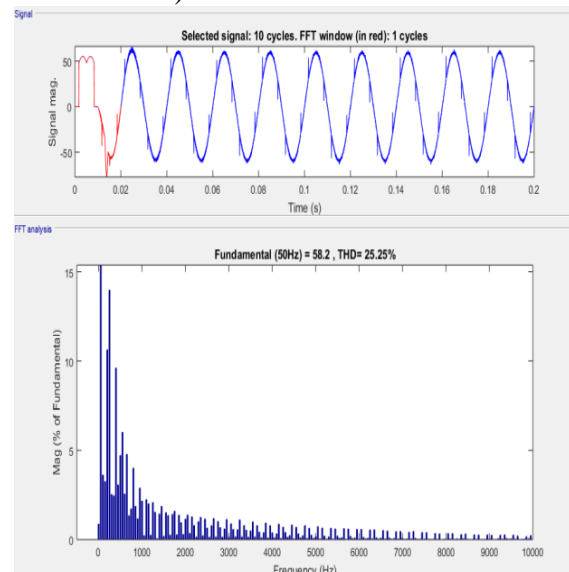 )
Signal
Selected signal: 10 cycles. FFT window (in red): 1 cycles
Signal mag.
50
0
-50
0 0.02 0.04 0.06 0.08 0.1 0.12 0.14 0.16 0.18 0.2
Time (s)
FFT analysis
Fundamental (50Hz) = 58.2 , THD= 25.25%
Mag (% of Fundamental)
15
10
5
0
0 1000 2000 3000 4000 5000 6000 7000 8000 9000 10000
Frequency (Hz)